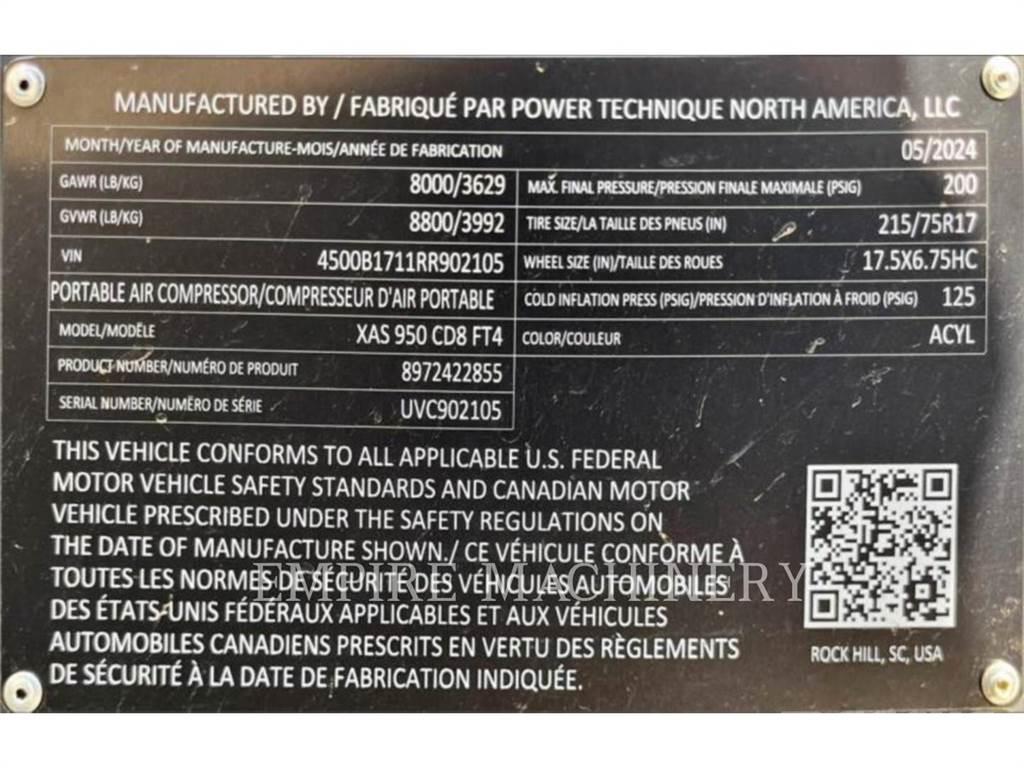 MANUFACTURED BY / FABRIQUÉ PAR POWER TECHNIQUE NORTH AMERICA, LLC
MONTH/YEAR OF MANUFACTURE-MOIS/ANNÉE DE FABRICATION 05/2024
GAWR (LB/KG) 8000/3629 MAX. FINAL PRESSURE/PRESSION FINALE MAXIMALE (PSIG) 200
GVWR (LB/KG) 8800/3992 TIRE SIZE/LA TAILLE DES PNEUS (IN) 215/75R17
VIN 4500B1711RR902105 WHEEL SIZE (IN)/TAILLE DES ROUES 17.5X6.75HC
PORTABLE AIR COMPRESSOR/COMPRESSEUR D'AIR PORTABLE COLD INFLATION PRESS (PSIG)/PRESSION D'INFLATION À FROID (PSIG) 125
MODEL/MODÈLE XAS 950 CD8 FT4 COLOR/COULEUR ACYL
PRODUCT NUMBER/NUMÉRO DE PRODUIT 8972422855
SERIAL NUMBER/NUMËRO DE SÉRIE UVC902105
THIS VEHICLE CONFORMS TO ALL APPLICABLE U.S. FEDERAL
MOTOR VEHICLE SAFETY STANDARDS AND CANADIAN MOTOR
VEHICLE PRESCRIBED UNDER THE SAFETY REGULATIONS ON
THE DATE OF MANUFACTURE SHOWN./ CE VÉHICULE CONFORME À
TOUTES LES NORMES DE SÉCURITÉ DES VÉHICULES AUTOMOBILES
DES ÉTATS-UNIS FÉDÉRAUX APPLICABLES ET AUX VÉHICULES
AUTOMOBILES CANADIENS PRESCRITS EN VERTU DES RÈGLEMENTS
DE SÉCURITÉ À LA DATE DE FABRICATION INDIQUÉE.
ROCK HILL, SC, USA
EMPIRE MACHINERY